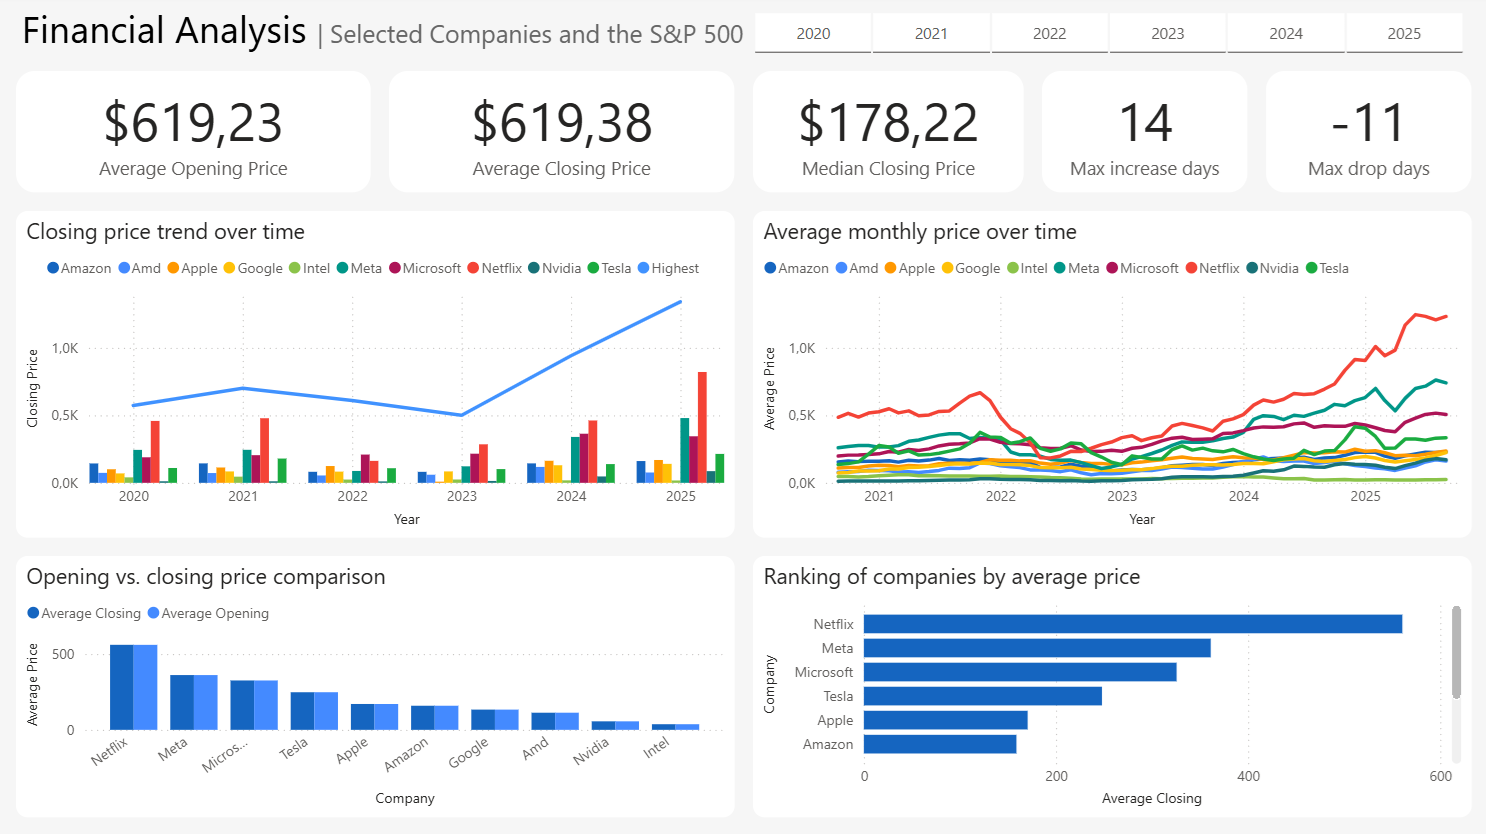 Financial Analysis | Selected Companies and the S&P 500
2020 2021 2022 2023 2024 2025
$619,23
Average Opening Price
$619,38
Average Closing Price
$178,22
Median Closing Price
14
Max increase days
-11
Max drop days
Closing price trend over time
Amazon Amd Apple Google Intel Meta Microsoft Netflix Nvidia Tesla Highest
Closing Price
1,0K
0,5K
0,0K
2020 2021 2022 2023 2024 2025
Year
Average monthly price over time
Amazon Amd Apple Google Intel Meta Microsoft Netflix Nvidia Tesla
Average Price
1,0K
0,5K
0,0K
2021 2022 2023 2024 2025
Year
Opening vs. closing price comparison
Average Closing Average Opening
Average Price
500
0
Netflix Meta Micros... Tesla Apple Amazon Google Amd Nvidia Intel
Company
Ranking of companies by average price
Company
Netflix
Meta
Microsoft
Tesla
Apple
Amazon
0 200 400 600
Average Closing